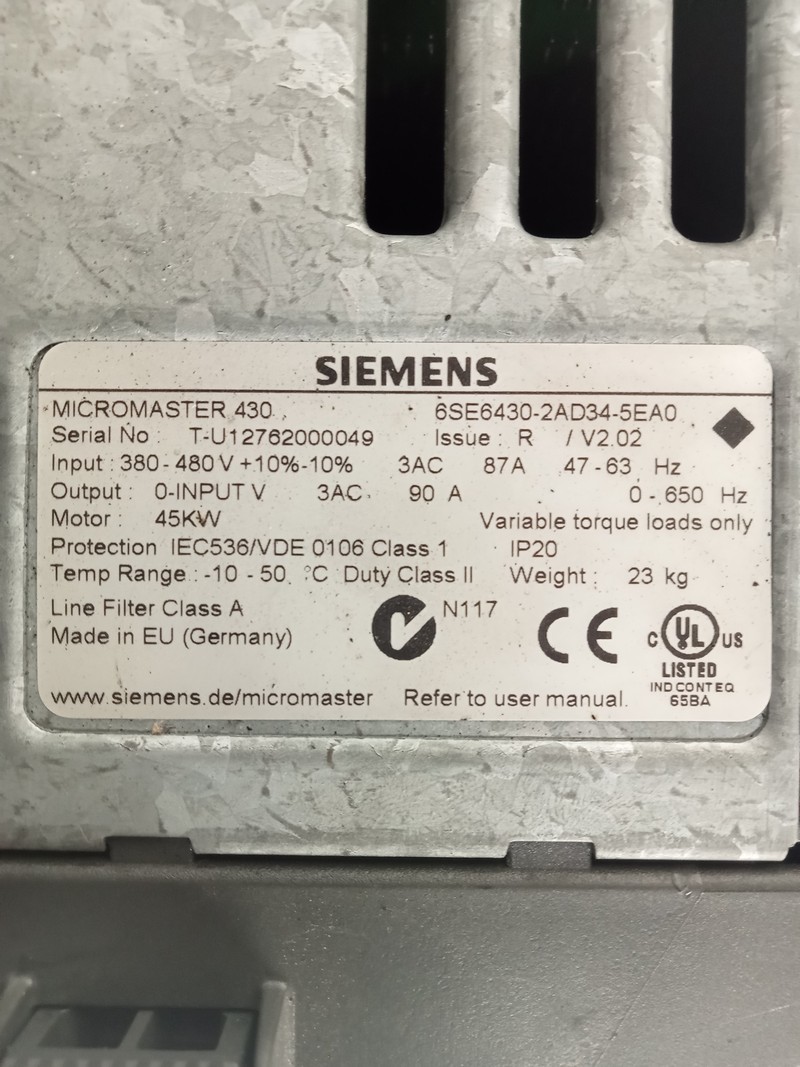 SIEMENS
MICROMASTER 430 6SE6430-2AD34-5EA0
Serial No : T-U12762000049 Issue : R / V2.02
Input : 380 - 480 V +10%-10% 3AC 87A 47 - 63 Hz
Output : 0-INPUT V 3AC 90 A 0 - 650 Hz
Motor : 45KW Variable torque loads only
Protection IEC536/VDE 0106 Class 1 IP20
Temp Range : -10 - 50 °C Duty Class II Weight : 23 kg
Line Filter Class A N117 CE C UL US
Made in EU (Germany)
LISTED
IND CONT EQ
www.siemens.de/micromaster Refer to user manual. 65BA